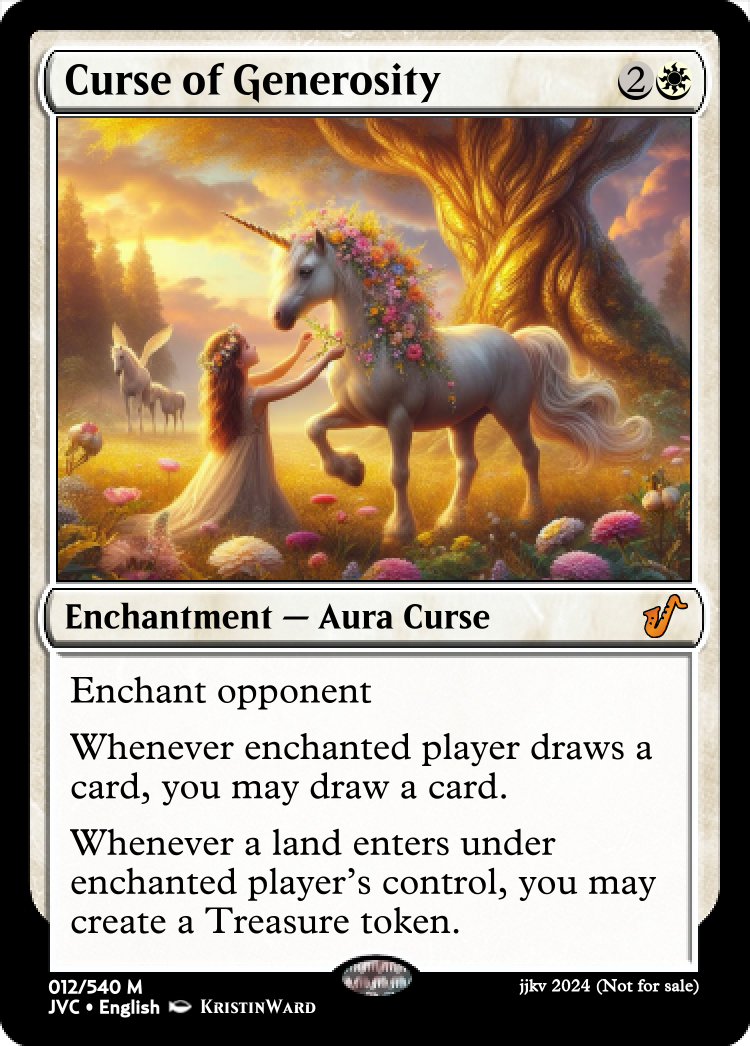 Curse of Generosity 2
Enchantment — Aura Curse
Enchant opponent
Whenever enchanted player draws a
card, you may draw a card.
Whenever a land enters under
enchanted player's control, you may
create a Treasure token.
012/540 M
jjkv 2024 (Not for sale)
JVC • English KristinWard